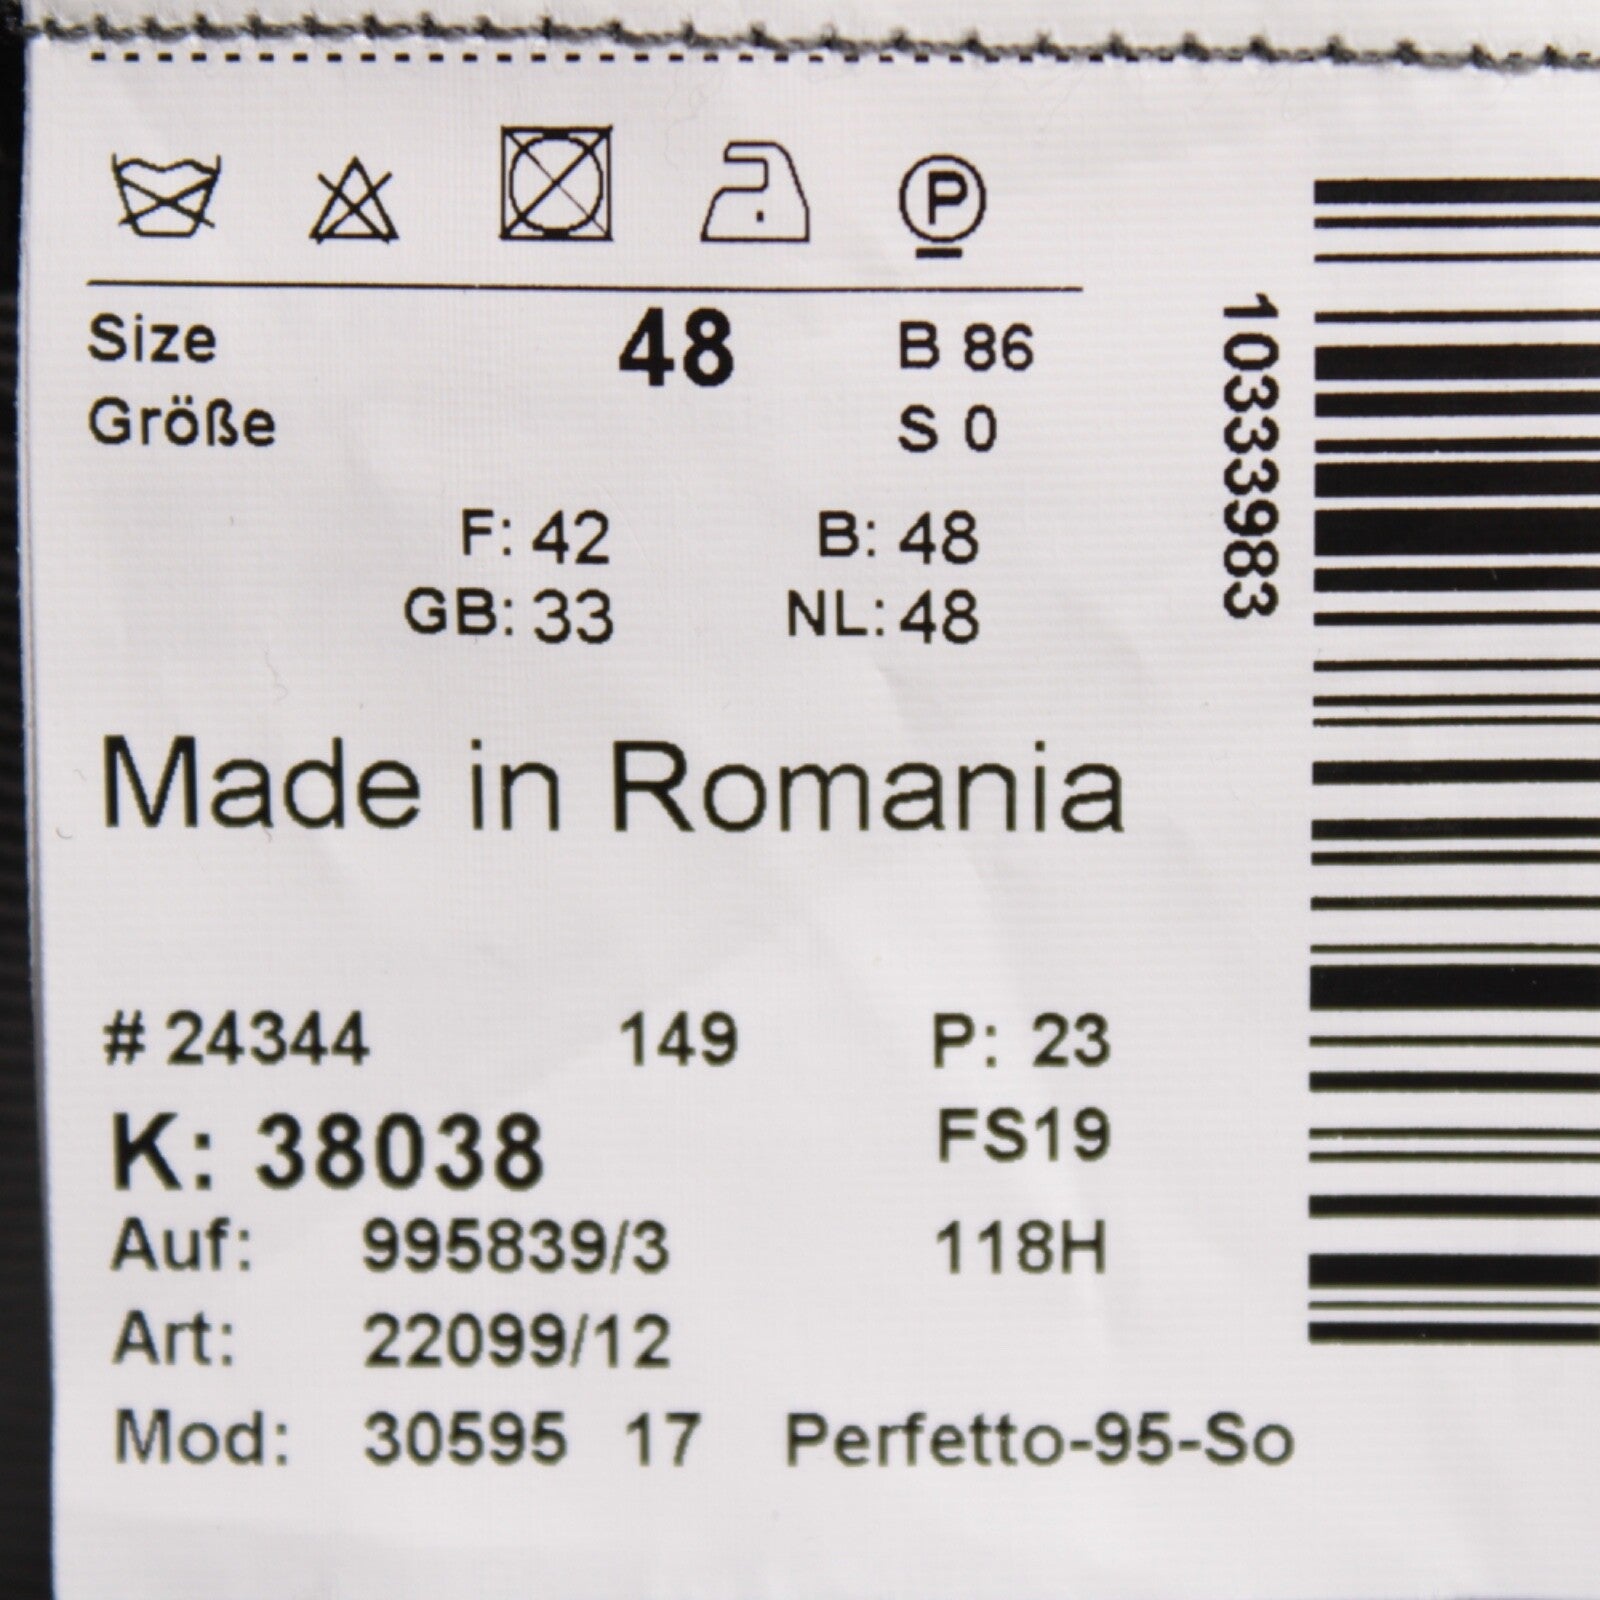 P
Size 48 B 86
Größe S 0
F: 42 B: 48
GB: 33 NL: 48
Made in Romania
# 24344 149 P: 23
K: 38038 FS19
Auf: 995839/3 118H
Art: 22099/12
Mod: 30595 17 Perfetto-95-So
10333983